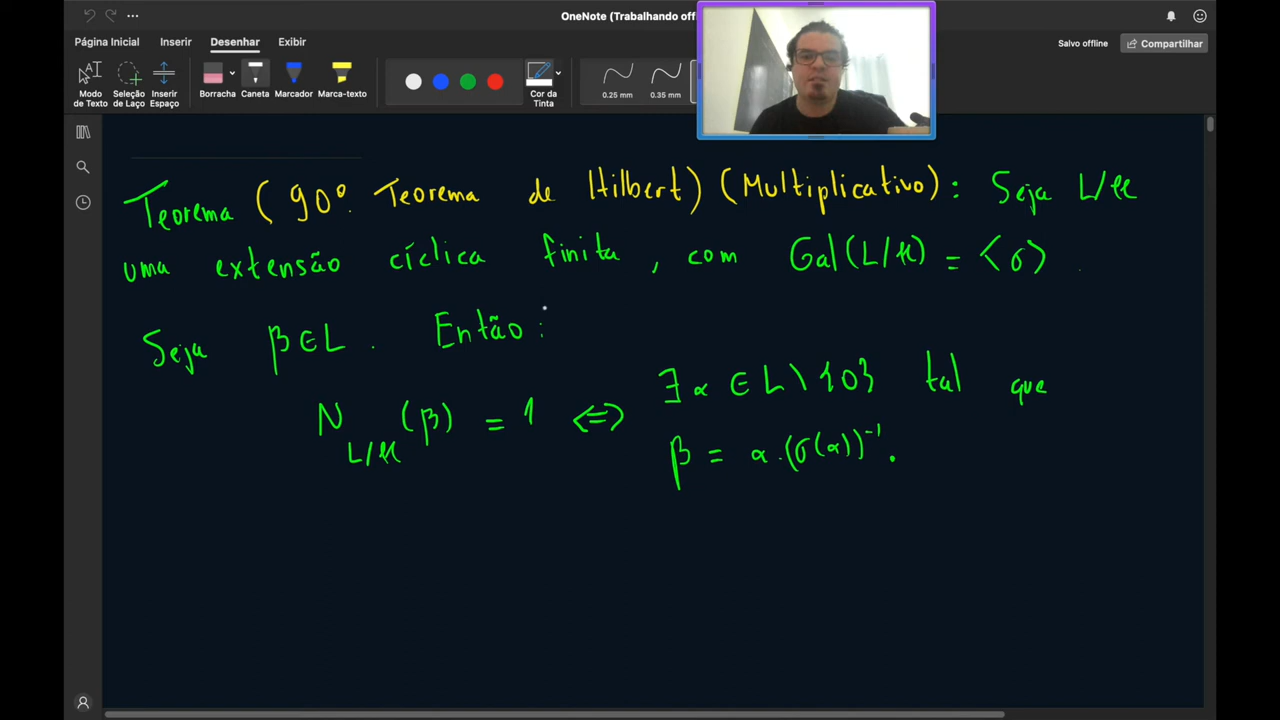 OneNote (Trabalhando off
Página Inicial Inserir Desenhar Exibir
Salvo offline Compartilhar
Modo de Texto
Seleção de Laço
Inserir Espaço
Borracha
Caneta
Marcador
Marca-texto
Cor da Tinta
0.25 mm
0.35 mm
Teorema (90º Teorema de Hilbert) (Multiplicativo): Seja L/K
uma extensão cíclica finita, com Gal(L/K) = <σ>.
Seja β∈L. Então:
∃ α ∈ L \ {0} tal que
N_{L/K}(β) = 1 <=>
β = α.(σ(α))⁻¹.